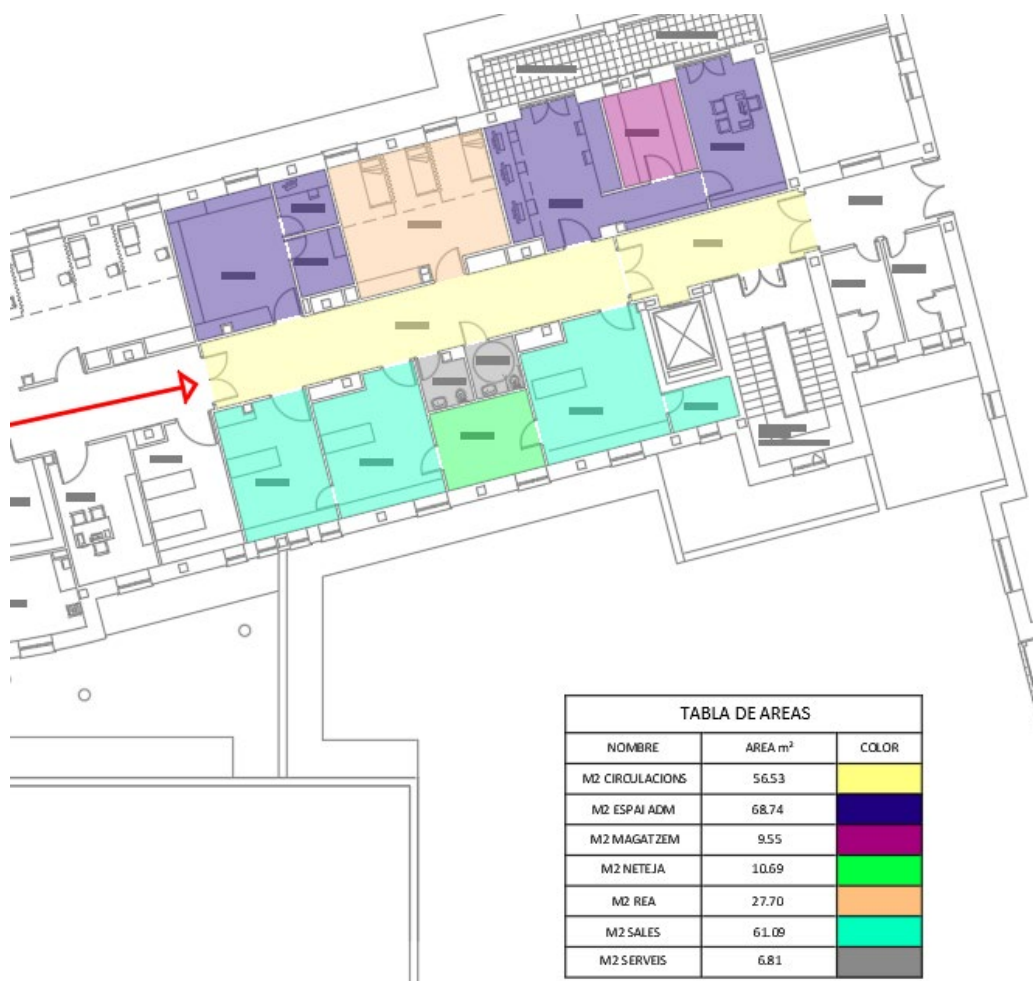 TABLA DE AREAS
NOMBRE AREA m² COLOR
M2 CIRCULACIONS 56.53
M2 ESPAI ADM 68.74
M2 MAGATZEM 9.55
M2 NETEJA 10.69
M2 REA 27.70
M2 SALES 61.09
M2 SERVEIS 6.81